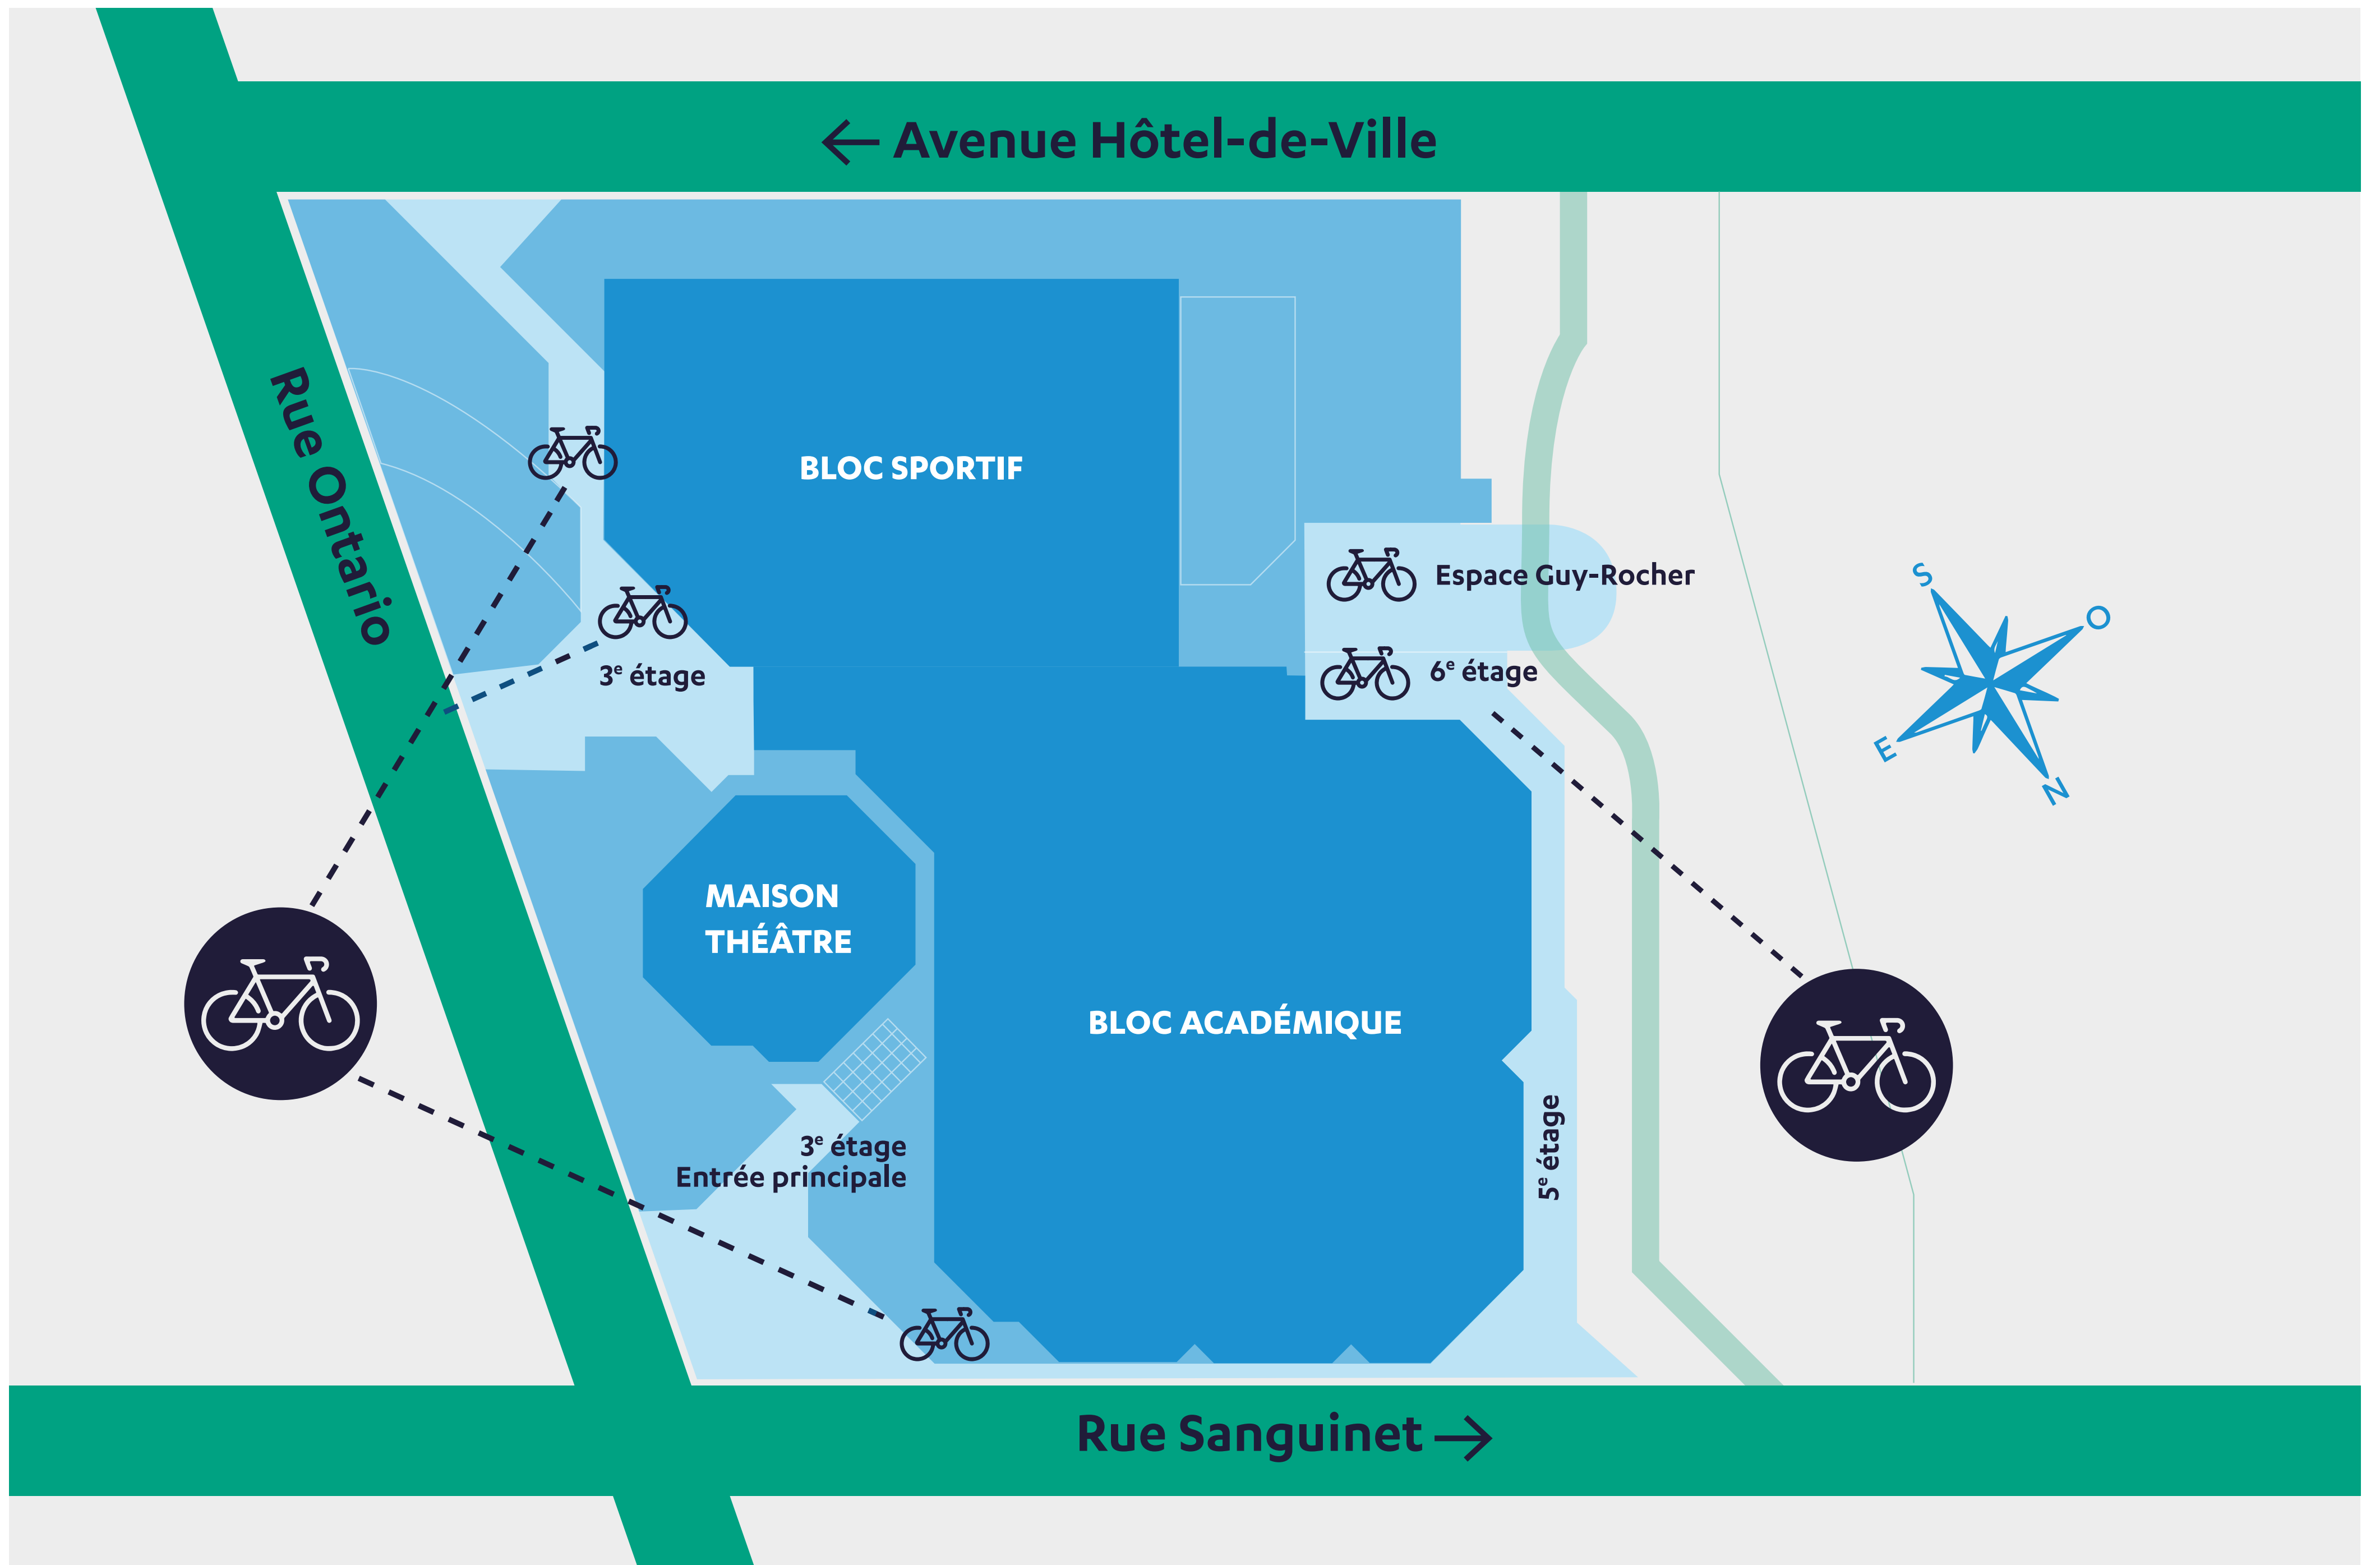 ← Avenue Hôtel-de-Ville
Rue Ontario
BLOC SPORTIF
Espace Guy-Rocher
S
O
E
N
3e étage
6e étage
MAISON
THÉÂTRE
BLOC ACADÉMIQUE
3e étage
Entrée principale
5e étage
Rue Sanguinet →